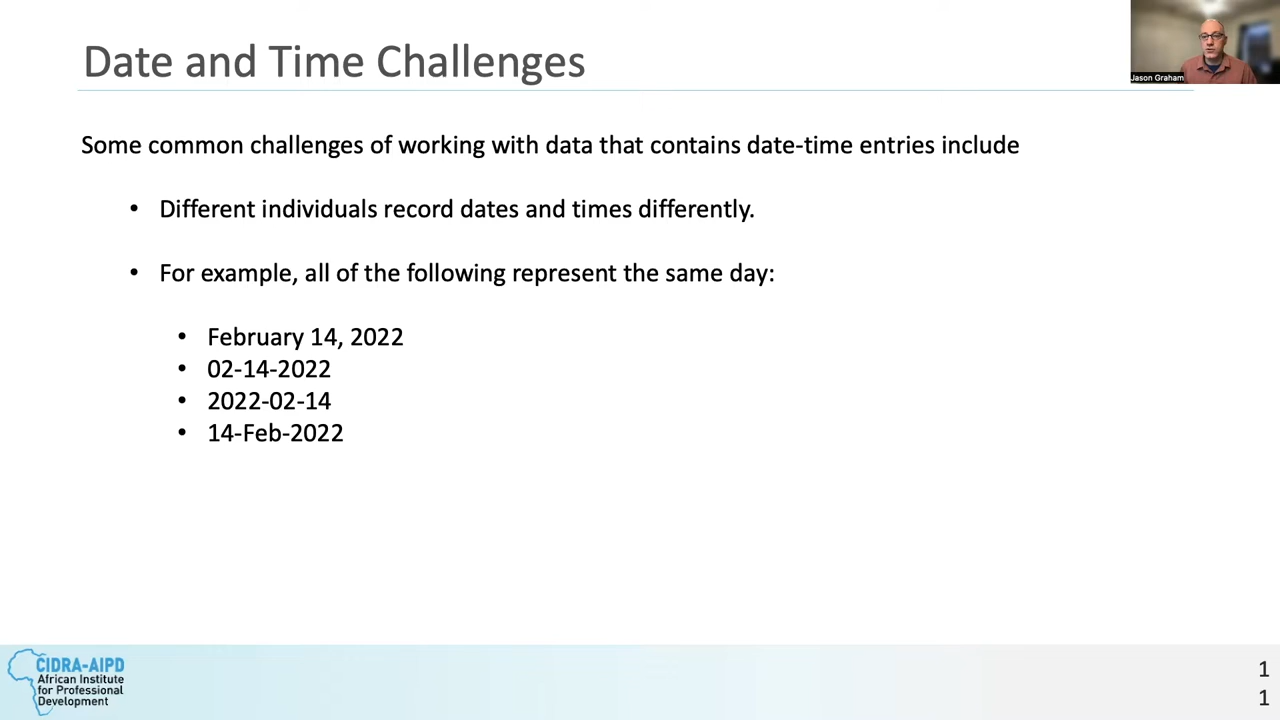 Date and Time Challenges
Jason Graham
Some common challenges of working with data that contains date-time entries include
• Different individuals record dates and times differently.
• For example, all of the following represent the same day:
• February 14, 2022
• 02-14-2022
• 2022-02-14
• 14-Feb-2022
CIDRA-AIPD
African Institute
for Professional
Development
1
1